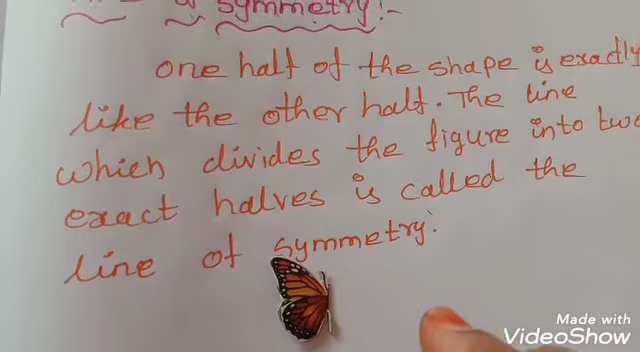 of symmetry:-
one half of the shape is exactly
like the other half. The line
which divides the figure into two
exact halves is called the
line of symmetry.
Made with
VideoShow